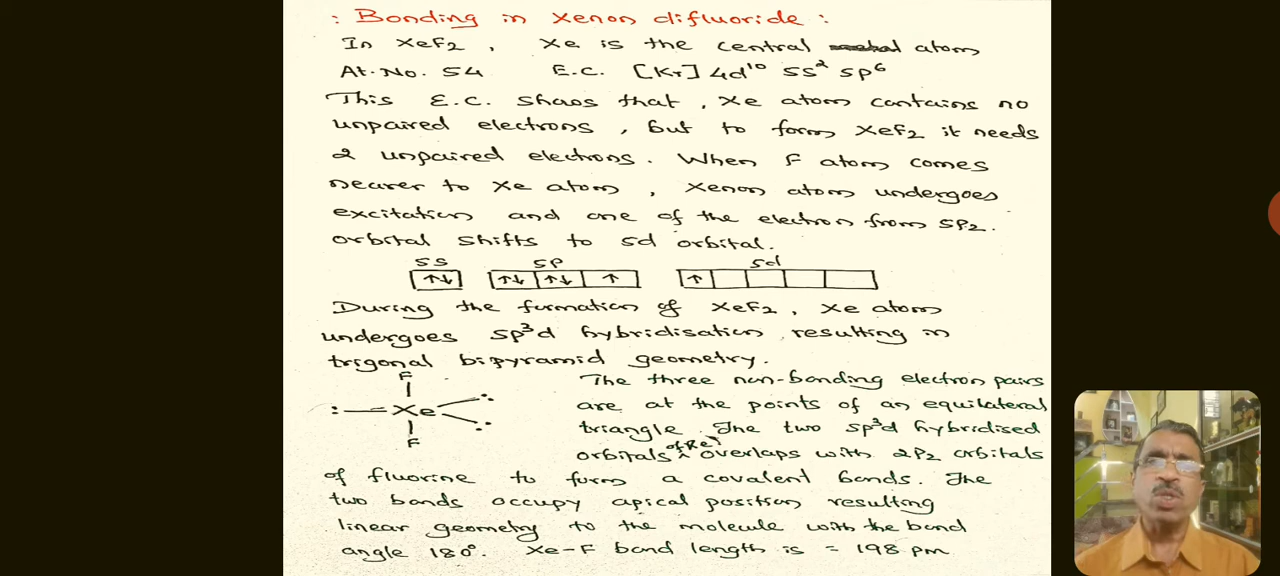 : Bonding in Xenon difluoride :
In XeF2 , Xe is the central metal atom
At. No. 54 E.C. [Kr] 4d10 5s2 5p6
This E.C. shaos that , Xe atom contains no
unpaired electrons , but to form XeF2 it needs
2 unpaired electrons . When F atom comes
nearer to Xe atom , Xenon atom undergoes
excitation and one of the electron from 5Pz.
orbital shifts to 5d orbital.
5s 5p 5d
↑↓ ↑↓ ↑↓ ↑ ↑
During the formation of XeF2 , Xe atom
undergoes sp3d hybridisation , resulting in
trigonal bipyramid geometry.
F
: Xe : :
F
The three non-bonding electron pairs
are at the points of an equilateral
triangle . The two sp3d hybridised
orbitals of Xe overlaps with 2Pz orbitals
of fluorine to form a covalent bonds. The
two bonds occupy apical position resulting
linear geometry to the molecule with the bond
angle 180°. Xe-F bond length is = 198 pm